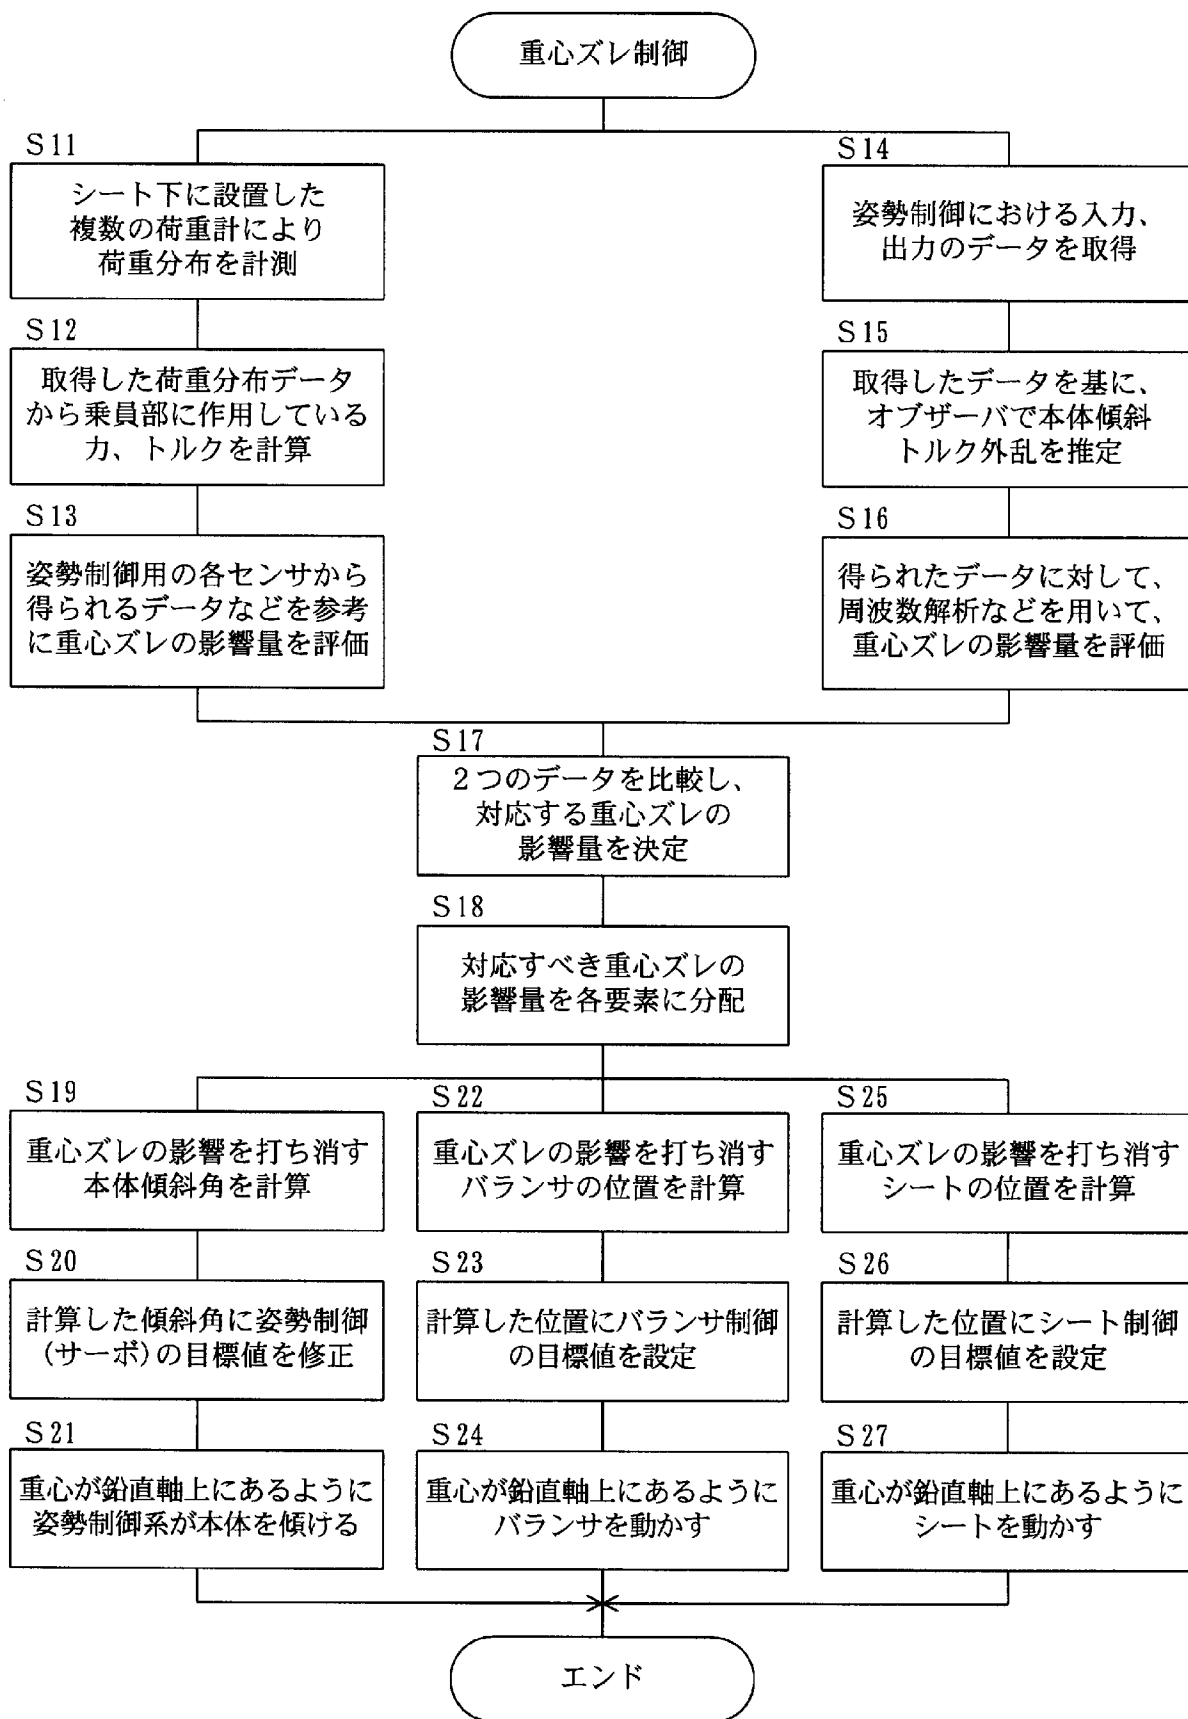 重心ズレ制御
S11
シート下に設置した
複数の荷重計により
荷重分布を計測
S12
取得した荷重分布データ
から乗員部に作用している
力、トルクを計算
S13
姿勢制御用の各センサから
得られるデータなどを参考
に重心ズレの影響量を評価
S14
姿勢制御における入力、
出力のデータを取得
S15
取得したデータを基に、
オブザーバで本体傾斜
トルク外乱を推定
S16
得られたデータに対して、
周波数解析などを用いて、
重心ズレの影響量を評価
S17
2つのデータを比較し、
対応する重心ズレの
影響量を決定
S18
対応すべき重心ズレの
影響量を各要素に分配
S19
重心ズレの影響を打ち消す
本体傾斜角を計算
S20
計算した傾斜角に姿勢制御
(サーボ)の目標値を修正
S21
重心が鉛直軸上にあるように
姿勢制御系が本体を傾ける
S22
重心ズレの影響を打ち消す
バランサの位置を計算
S23
計算した位置にバランサ制御
の目標値を設定
S24
重心が鉛直軸上にあるように
バランサを動かす
S25
重心ズレの影響を打ち消す
シートの位置を計算
S26
計算した位置にシート制御
の目標値を設定
S27
重心が鉛直軸上にあるように
シートを動かす
エンド